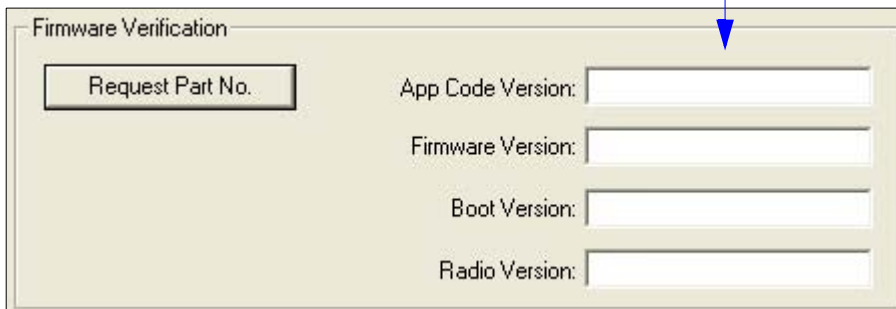 Firmware Verification
Request Part No.
App Code Version:
Firmware Version:
Boot Version:
Radio Version: